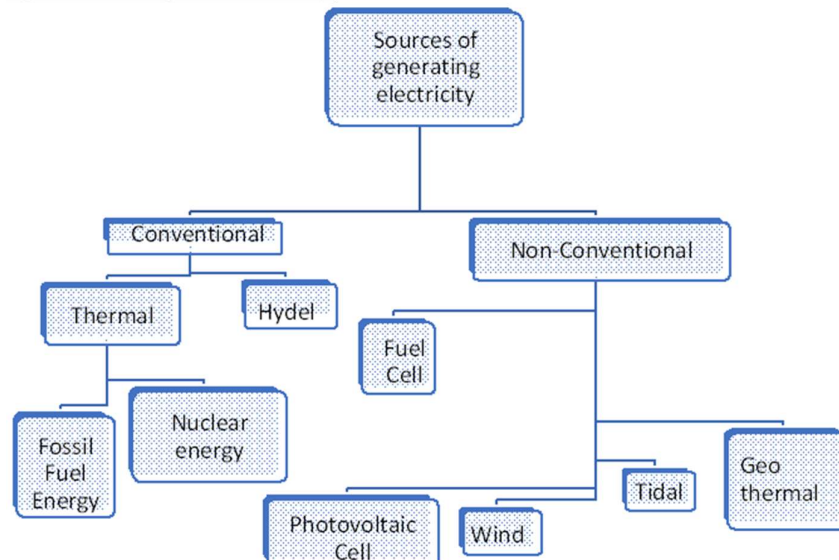 Sources of
generating
electricity
Conventional
Non-Conventional
Thermal
Hydel
Fuel
Cell
Fossil
Fuel
Energy
Nuclear
energy
Photovoltaic
Cell
Wind
Tidal
Geo
thermal